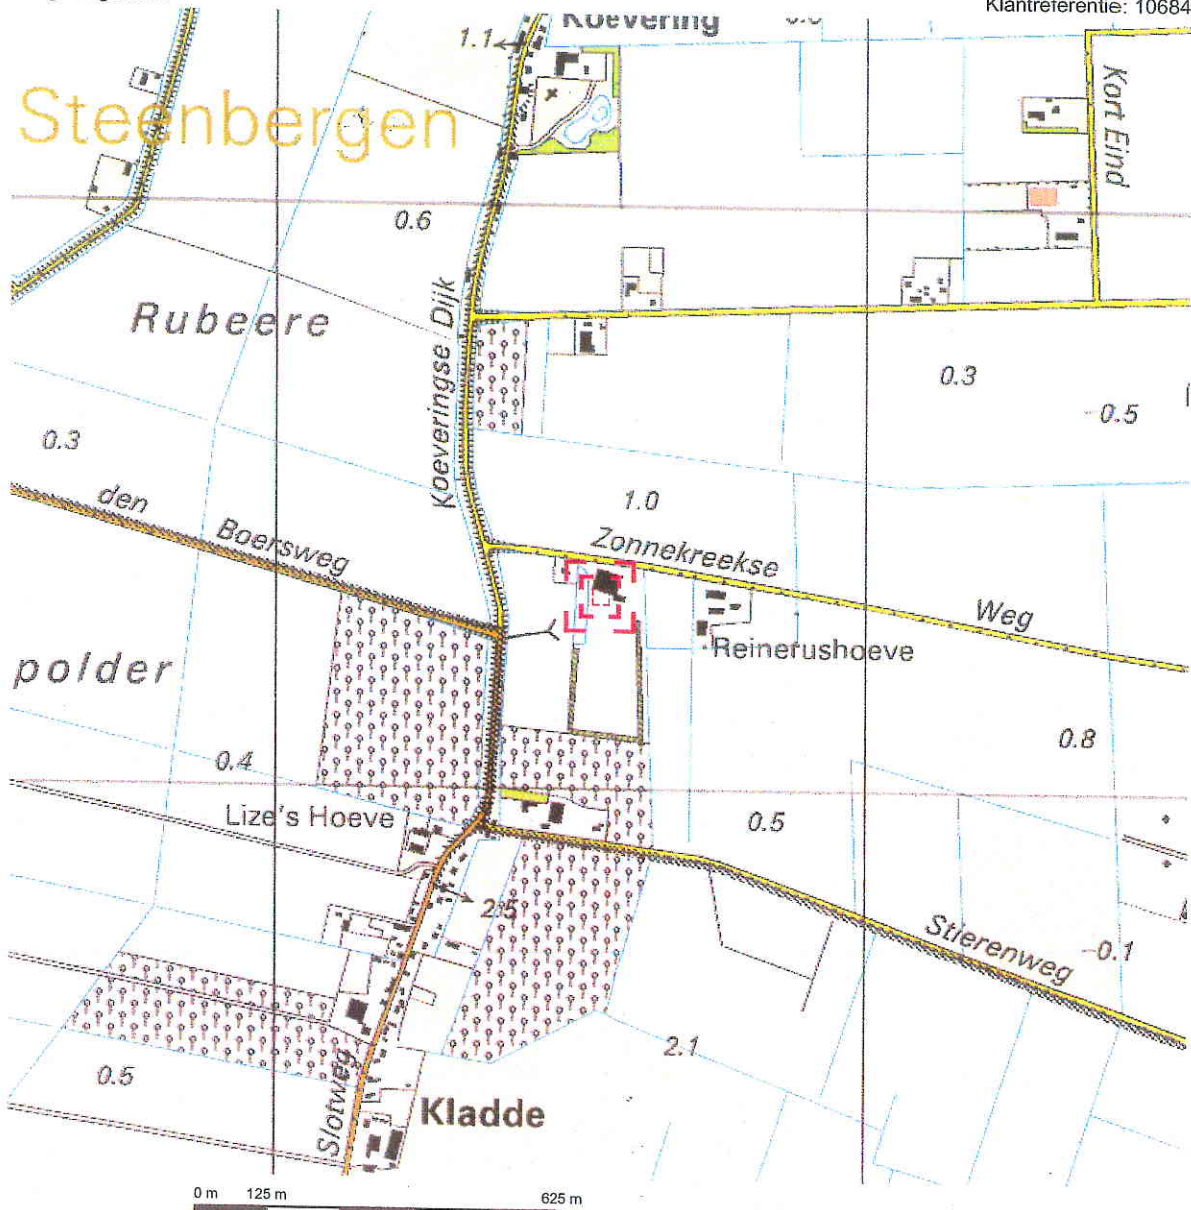 Klantreferentie: 10684
Koevering
1.1
Steenbergen
Kort Eind
0.6
Rubeere
Koeveringse Dijk
0.3
-0.5
0.3
1.0
den Boersweg
Zonnekreekse Weg
Reinerushoeve
polder
0.8
0.4
Lize's Hoeve
0.5
2.5
Stierenweg
-0.1
2.1
0.5
Slotweg
Kladde
0 m 125 m 625 m